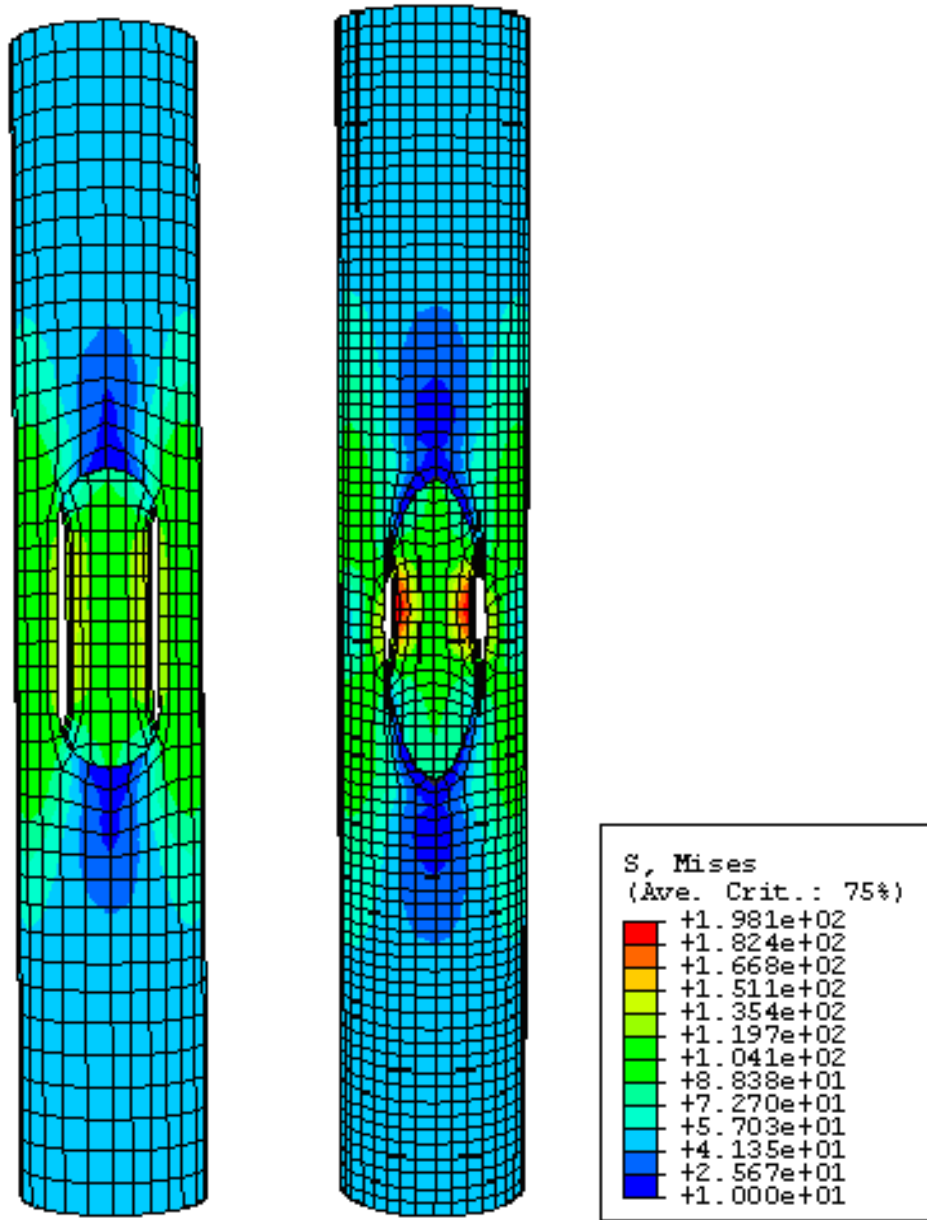 S, Mises
(Ave. Crit.: 75%)
+1.981e+02
+1.824e+02
+1.668e+02
+1.511e+02
+1.354e+02
+1.197e+02
+1.041e+02
+8.838e+01
+7.270e+01
+5.703e+01
+4.135e+01
+2.567e+01
+1.000e+01